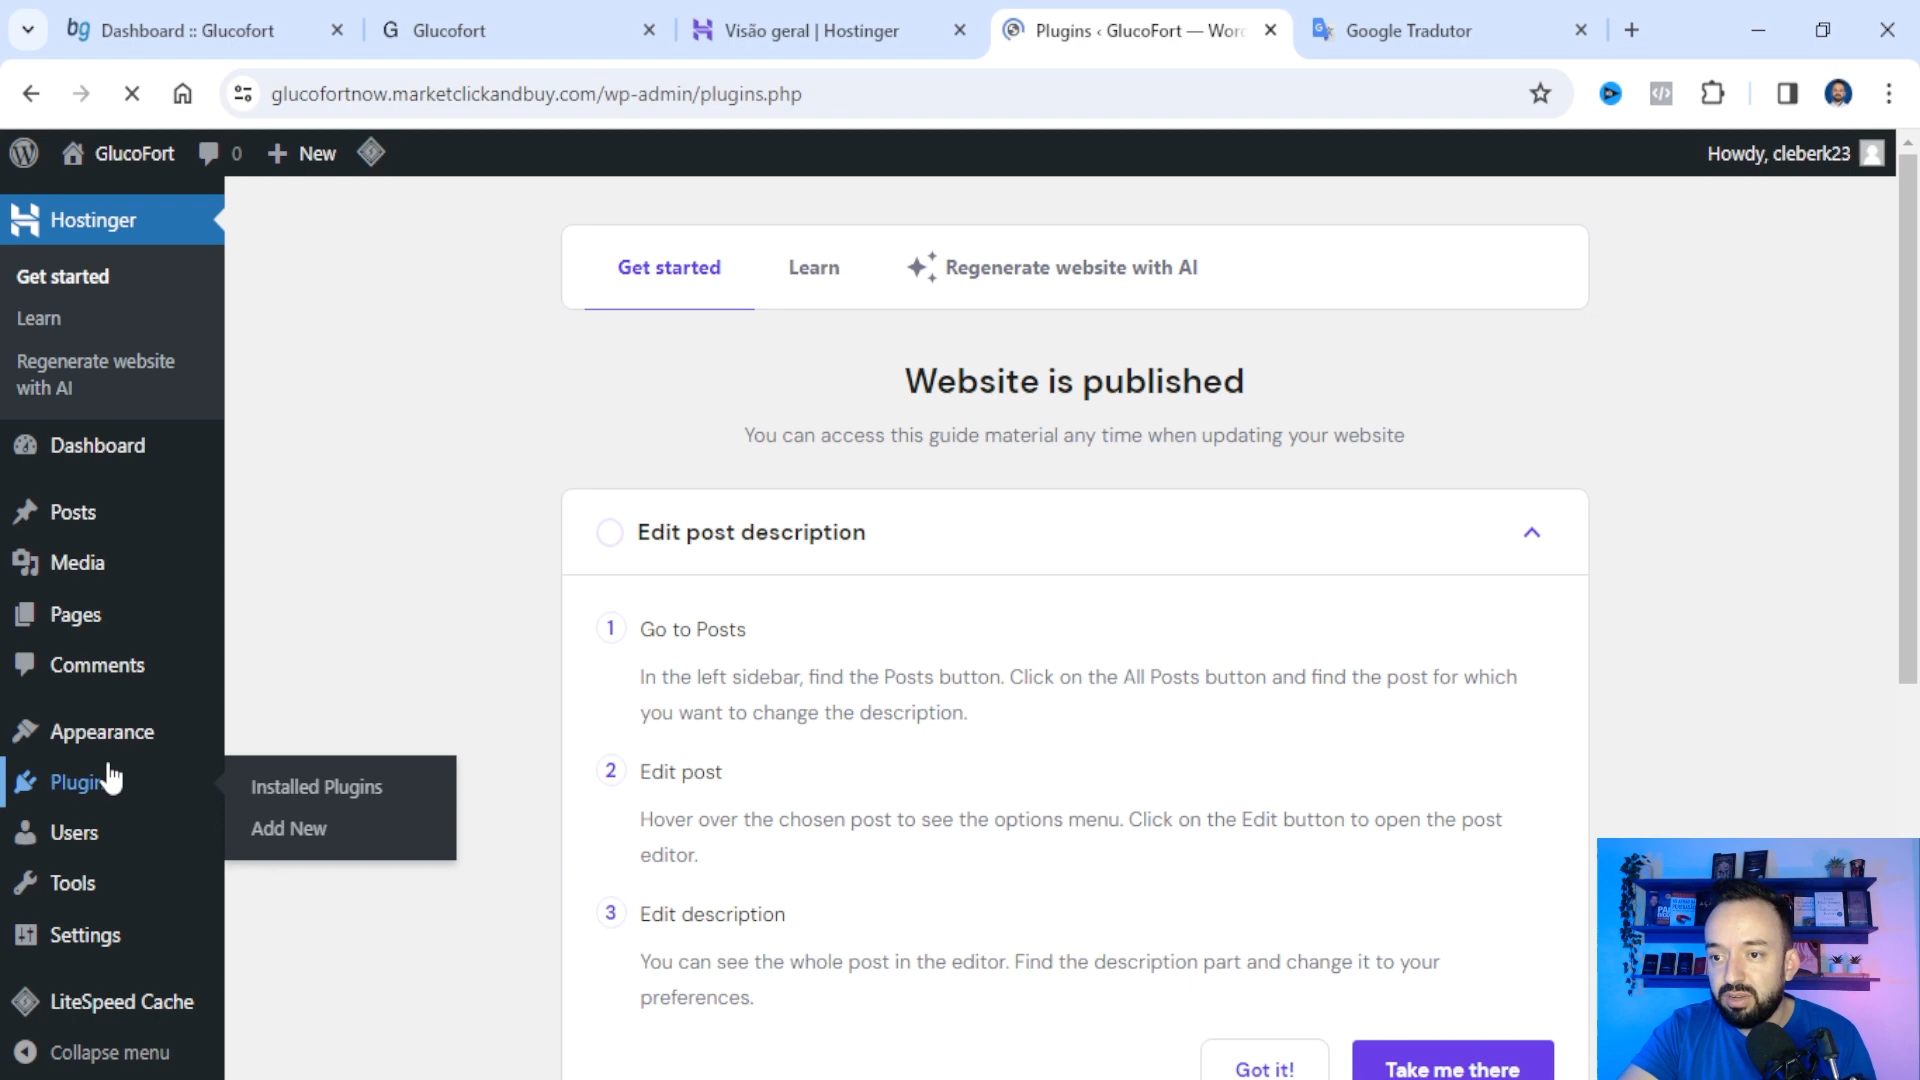 bg Dashboard :: Glucofort
G Glucofort
Visão geral | Hostinger
Plugins ‹ GlucoFort — Word
Google Tradutor
glucofortnow.marketclickandbuy.com/wp-admin/plugins.php
GlucoFort
0
New
Howdy, cleberk23
Hostinger
Get started
Learn
Regenerate website
with AI
Dashboard
Posts
Media
Pages
Comments
Appearance
Plugin
Installed Plugins
Add New
Users
Tools
Settings
LiteSpeed Cache
Collapse menu
Get started
Learn
Regenerate website with AI
Website is published
You can access this guide material any time when updating your website
Edit post description
1 Go to Posts
In the left sidebar, find the Posts button. Click on the All Posts button and find the post for which
you want to change the description.
2 Edit post
Hover over the chosen post to see the options menu. Click on the Edit button to open the post
editor.
3 Edit description
You can see the whole post in the editor. Find the description part and change it to your
preferences.
Got it!
Take me there